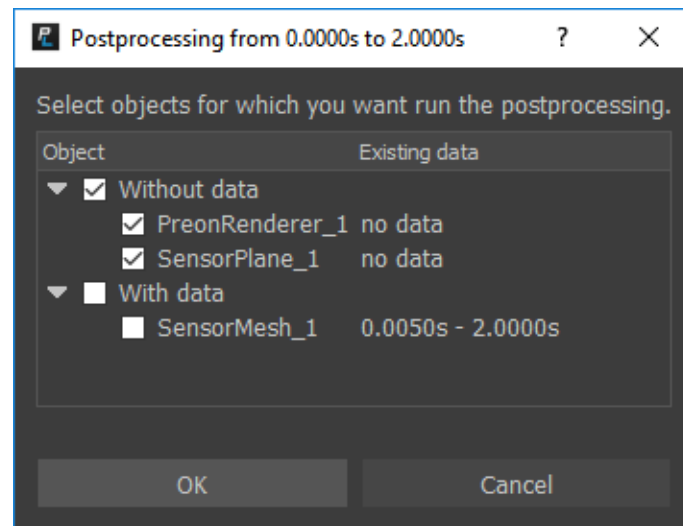 Postprocessing from 0.0000s to 2.0000s ?
Select objects for which you want run the postprocessing.
Object Existing data
Without data
PreonRenderer_1 no data
SensorPlane_1 no data
With data
SensorMesh_1 0.0050s - 2.0000s
OK Cancel